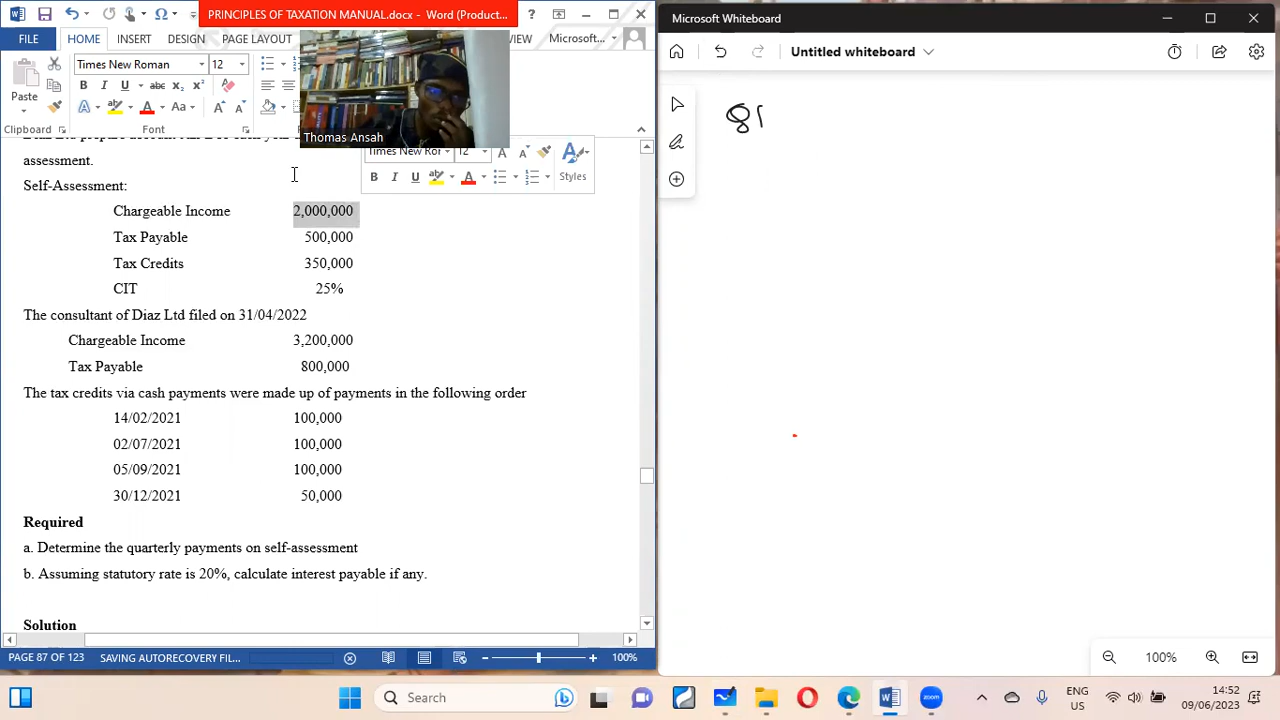 PRINCIPLES OF TAXATION MANUAL.docx - Word (Product...
FILE HOME INSERT DESIGN PAGE LAYOUT VIEW Microsoft...
Times New Roman 12
Paste
Clipboard Font
Thomas Ansah
Times New Ror 12
Styles
assessment.
Self-Assessment:
Chargeable Income 2,000,000
Tax Payable 500,000
Tax Credits 350,000
CIT 25%
The consultant of Diaz Ltd filed on 31/04/2022
Chargeable Income 3,200,000
Tax Payable 800,000
The tax credits via cash payments were made up of payments in the following order
14/02/2021 100,000
02/07/2021 100,000
05/09/2021 100,000
30/12/2021 50,000
Required
a. Determine the quarterly payments on self-assessment
b. Assuming statutory rate is 20%, calculate interest payable if any.
Solution
PAGE 87 OF 123 SAVING AUTORECOVERY FIL... 100%
Microsoft Whiteboard
Untitled whiteboard
100%
Search
ENG
US
14:52
09/06/2023